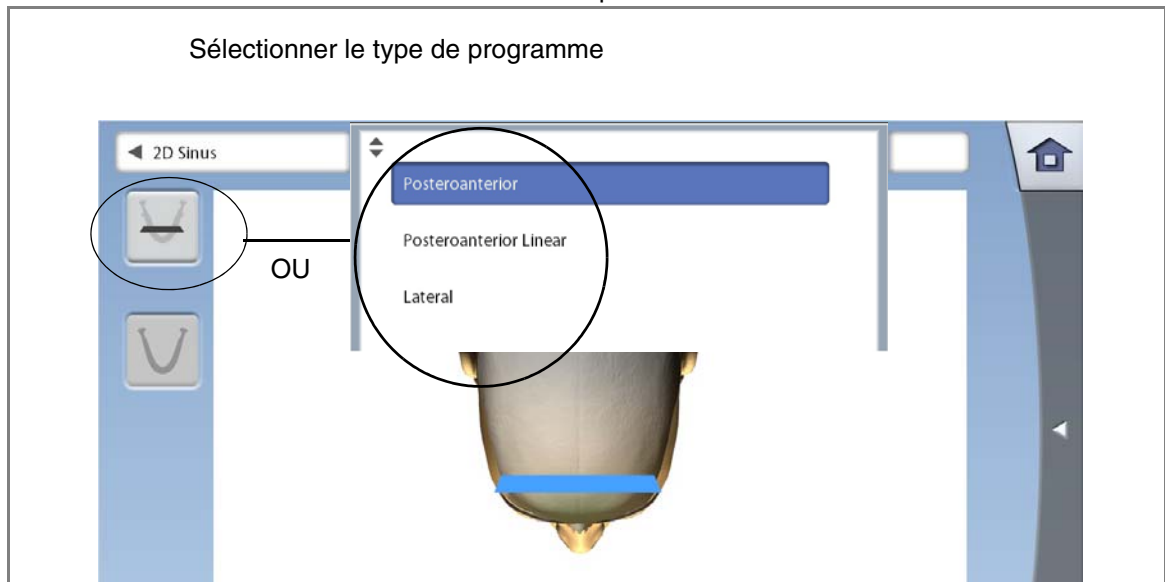 Sélectionner le type de programme
2D Sinus
Posteroanterior
OU
Posteroanterior Linear
Lateral